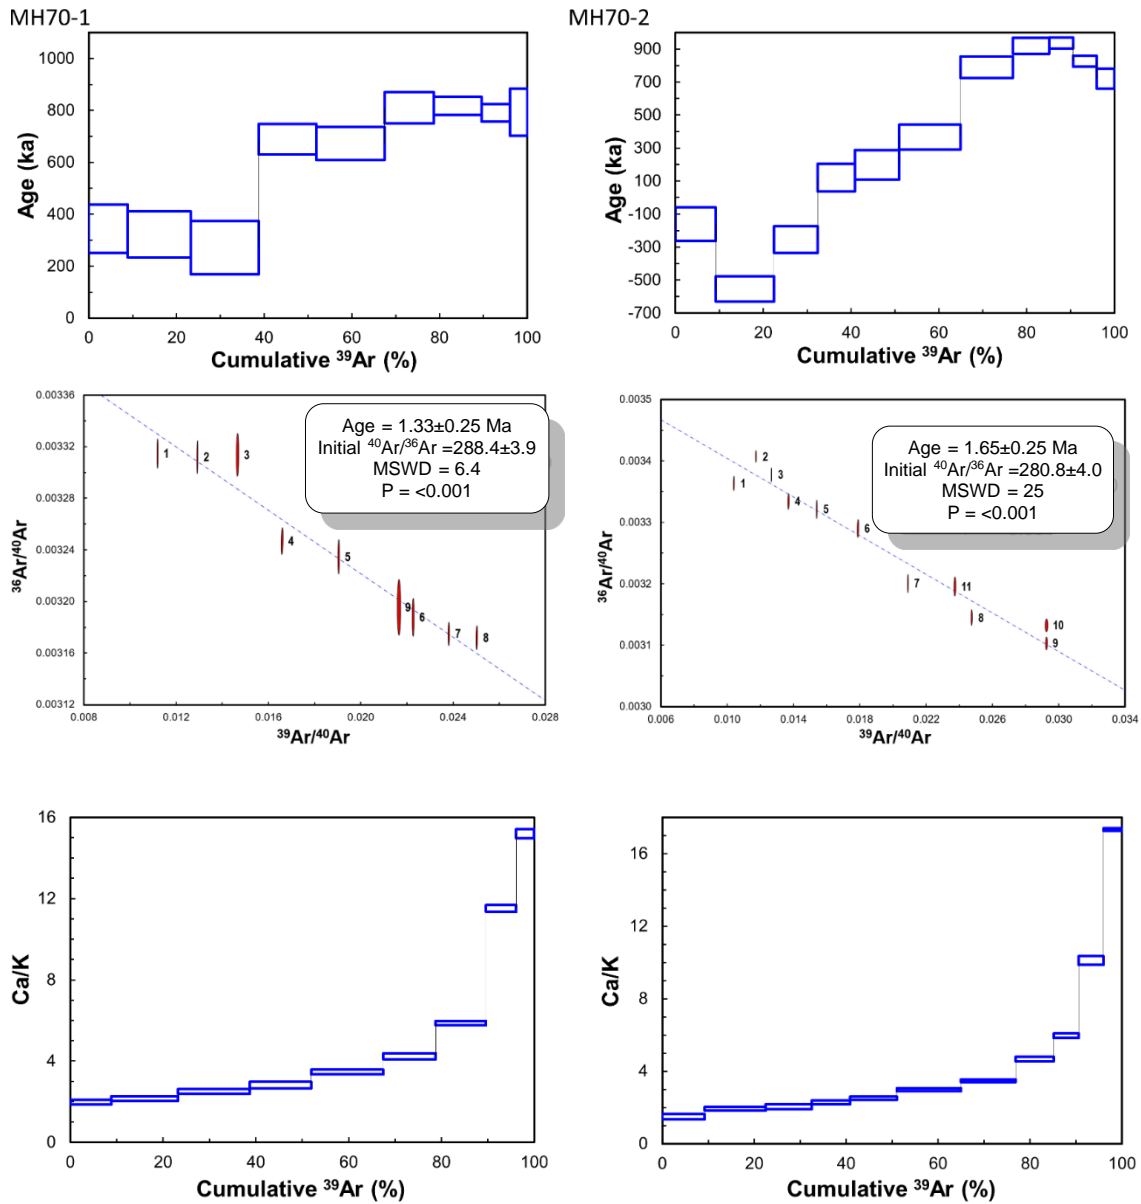 MH70-1
MH70-2
1000
800
600
400
200
0
Age (ka)
0 20 40 60 80 100
Cumulative ³⁹Ar (%)
900
700
500
300
100
-100
-300
-500
-700
Age (ka)
0 20 40 60 80 100
Cumulative ³⁹Ar (%)
0.00336
0.00332
0.00328
0.00324
0.00320
0.00316
0.00312
³⁶Ar/⁴⁰Ar
Age = 1.33±0.25 Ma
Initial ⁴⁰Ar/³⁶Ar =288.4±3.9
MSWD = 6.4
P = <0.001
1 2 3
4 5
9 6
7 8
0.008 0.012 0.016 0.020 0.024 0.028
³⁹Ar/⁴⁰Ar
0.0035
0.0034
0.0033
0.0032
0.0031
0.0030
³⁶Ar/⁴⁰Ar
Age = 1.65±0.25 Ma
Initial ⁴⁰Ar/³⁶Ar =280.8±4.0
MSWD = 25
P = <0.001
1 2 3
4 5 6
7 11
8 10
9
0.006 0.010 0.014 0.018 0.022 0.026 0.030 0.034
³⁹Ar/⁴⁰Ar
16
12
8
4
0
Ca/K
0 20 40 60 80 100
Cumulative ³⁹Ar (%)
16
12
8
4
0
Ca/K
0 20 40 60 80 100
Cumulative ³⁹Ar (%)